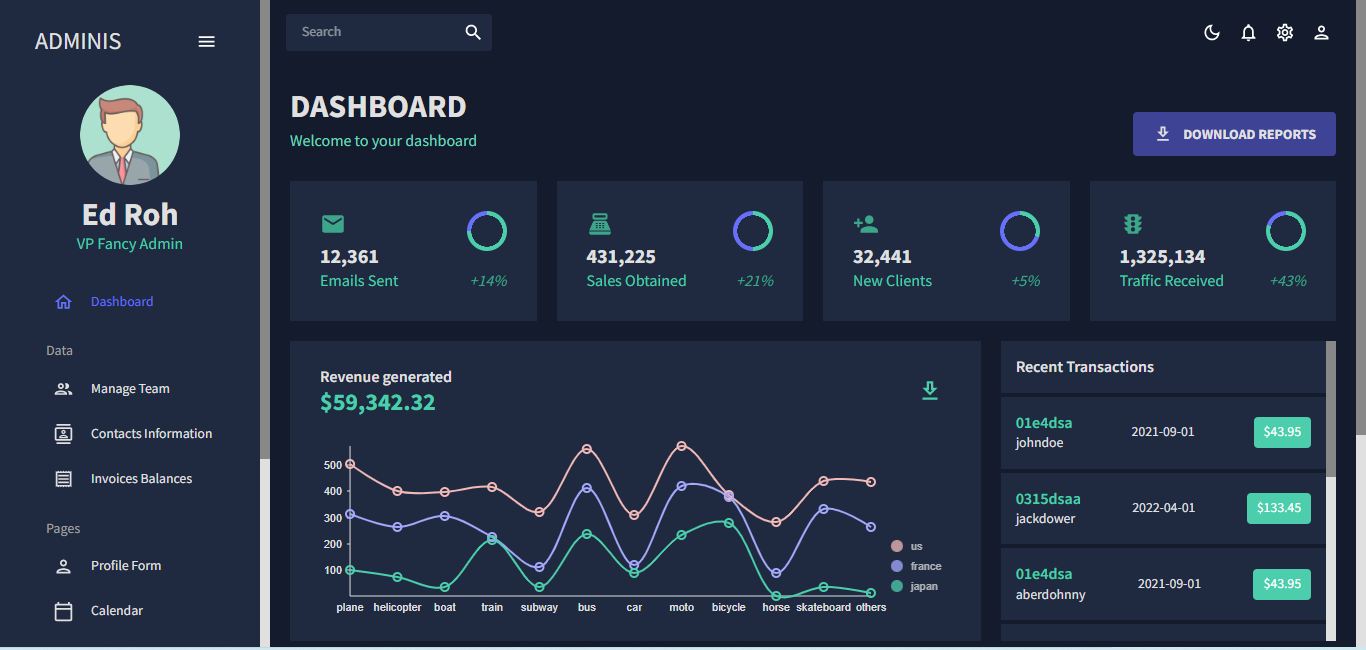 ADMINIS
Ed Roh
VP Fancy Admin
Dashboard
Data
Manage Team
Contacts Information
Invoices Balances
Pages
Profile Form
Calendar
Search
DASHBOARD
Welcome to your dashboard
DOWNLOAD REPORTS
12,361
Emails Sent +14%
431,225
Sales Obtained +21%
32,441
New Clients +5%
1,325,134
Traffic Received +43%
Revenue generated
$59,342.32
500
400
300
200
100
plane helicopter boat train subway bus car moto bicycle horse skateboard others
us
france
japan
Recent Transactions
01e4dsa
johndoe
2021-09-01
$43.95
0315dsaa
jackdower
2022-04-01
$133.45
01e4dsa
aberdohnny
2021-09-01
$43.95